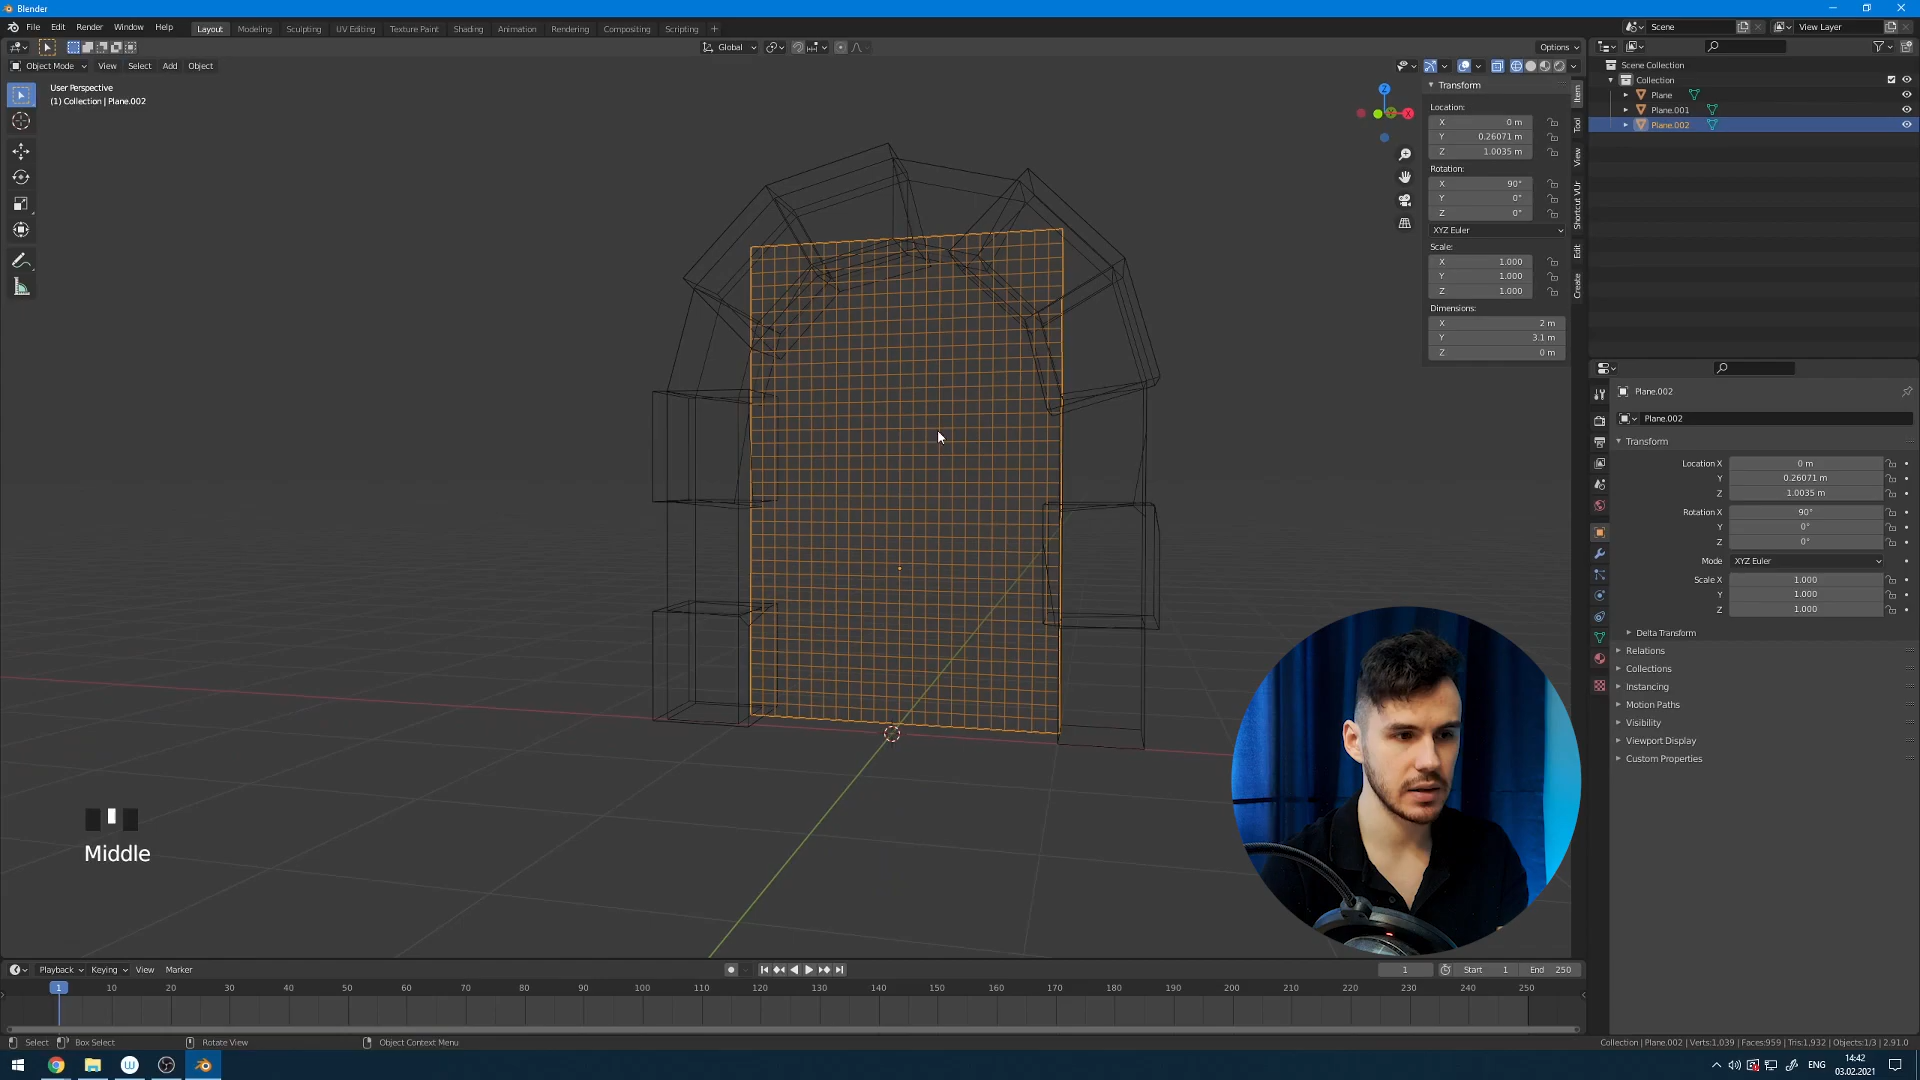 Blender
File Edit Render Window Help
Layout Modeling Sculpting UV Editing Texture Paint Shading Animation Rendering Compositing Scripting +
Scene
View Layer
Global
Options
Object Mode View Select Add Object
User Perspective
(1) Collection | Plane.002
Z
X
Y
Transform
Location:
X 0 m
Y 0.26071 m
Z 1.0035 m
Rotation:
X 90°
Y 0°
Z 0°
XYZ Euler
Scale:
X 1.000
Y 1.000
Z 1.000
Dimensions:
X 2 m
Y 3.1 m
Z 0 m
Item
Tool
View
Shortcut VUr
Edit
Create
Scene Collection
Collection
Plane
Plane.001
Plane.002
Plane.002
Plane.002
Transform
Location X 0 m
Y 0.26071 m
Z 1.0035 m
Rotation X 90°
Y 0°
Z 0°
Mode XYZ Euler
Scale X 1.000
Y 1.000
Z 1.000
Delta Transform
Relations
Collections
Instancing
Motion Paths
Visibility
Viewport Display
Custom Properties
Middle
Playback Keying View Marker
1 Start 1 End 250
1 10 20 30 40 50 60 70 80 90 100 110 120 130 140 150 160 170 180 190 200 210 220 230 240 250
Select Box Select Rotate View Object Context Menu
Collection | Plane.002 | Verts:1,039 | Faces:959 | Tris:1,932 | Objects:1/3 | 2.91.0
ENG
14:42
03.02.2021